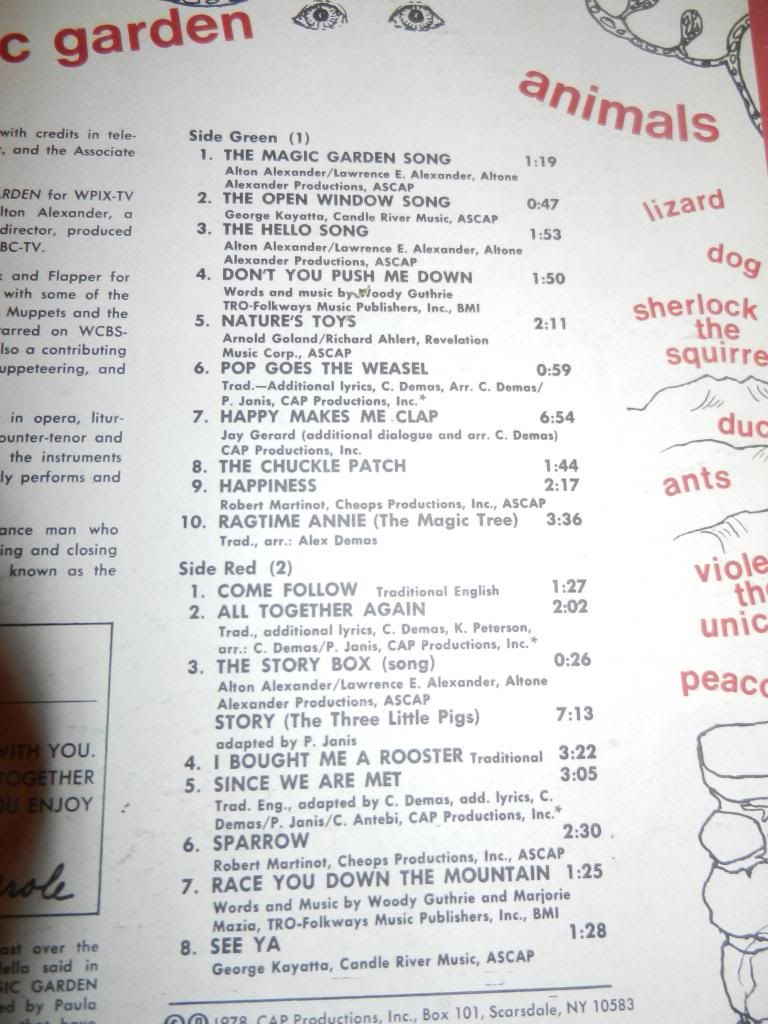 c garden
animals
with credits in tele-
, and the Associate
ARDEN for WPIX-TV
lton Alexander, a
director, produced
BC-TV.
k and Flapper for
with some of the
Muppets and the
tarred on WCBS-
lso a contributing
uppeteering, and
in opera, litur-
ounter-tenor and
the instruments
ly performs and
ance man who
ing and closing
known as the
WITH YOU.
TOGETHER
OU ENJOY
role
ast over the
ella said in
GIC GARDEN
ed by Paula
that have
Side Green (1)
1. THE MAGIC GARDEN SONG 1:19
Alton Alexander/Lawrence E. Alexander, Altone
Alexander Productions, ASCAP
2. THE OPEN WINDOW SONG 0:47
George Kayatta, Candle River Music, ASCAP
3. THE HELLO SONG 1:53
Alton Alexander/Lawrence E. Alexander, Altone
Alexander Productions, ASCAP
4. DON'T YOU PUSH ME DOWN 1:50
Words and music by Woody Guthrie
TRO-Folkways Music Publishers, Inc., BMI
5. NATURE'S TOYS 2:11
Arnold Goland/Richard Ahlert, Revelation
Music Corp., ASCAP
6. POP GOES THE WEASEL 0:59
Trad.—Additional lyrics, C. Demas, Arr. C. Demas/
P. Janis, CAP Productions, Inc.*
7. HAPPY MAKES ME CLAP 6:54
Jay Gerard (additional dialogue and arr. C. Demas)
CAP Productions, Inc.
8. THE CHUCKLE PATCH 1:44
9. HAPPINESS 2:17
Robert Martinot, Cheops Productions, Inc., ASCAP
10. RAGTIME ANNIE (The Magic Tree) 3:36
Trad., arr.: Alex Demas
Side Red (2)
1. COME FOLLOW Traditional English 1:27
2. ALL TOGETHER AGAIN 2:02
Trad., additional lyrics, C. Demas, K. Peterson,
arr.: C. Demas/P. Janis, CAP Productions, Inc.*
3. THE STORY BOX (song) 0:26
Alton Alexander/Lawrence E. Alexander, Altone
Alexander Productions, ASCAP
STORY (The Three Little Pigs) 7:13
adapted by P. Janis
4. I BOUGHT ME A ROOSTER Traditional 3:22
5. SINCE WE ARE MET 3:05
Trad. Eng., adapted by C. Demas, add. lyrics, C.
Demas/P. Janis/C. Antebi, CAP Productions, Inc.*
6. SPARROW 2:30
Robert Martinot, Cheops Productions, Inc., ASCAP
7. RACE YOU DOWN THE MOUNTAIN 1:25
Words and Music by Woody Guthrie and Marjorie
Mazia, TRO-Folkways Music Publishers, Inc., BMI
8. SEE YA 1:28
George Kayatta, Candle River Music, ASCAP
©℗ 1978, CAP Productions, Inc., Box 101, Scarsdale, NY 10583
lizard
dog
sherlock
the
squirre
duc
ants
viole
th
unic
peaco